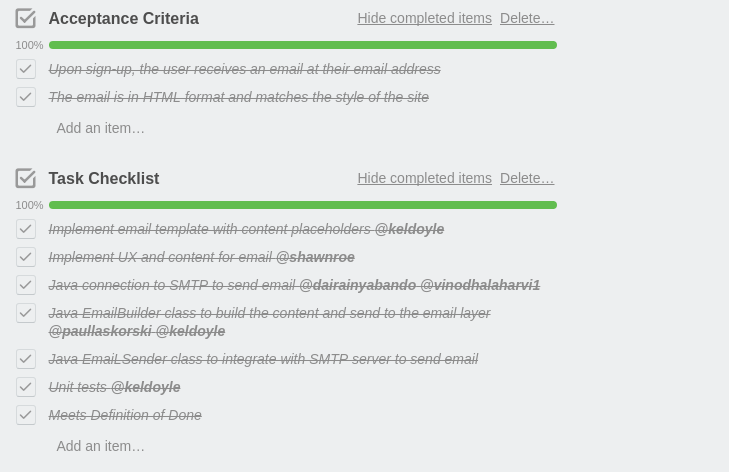 Acceptance Criteria Hide completed items Delete…
100%
Upon sign-up, the user receives an email at their email address
The email is in HTML format and matches the style of the site
Add an item…
Task Checklist Hide completed items Delete…
100%
Implement email template with content placeholders @keldoyle
Implement UX and content for email @shawnroe
Java connection to SMTP to send email @dairainyabando @vinodhalaharvi1
Java EmailBuilder class to build the content and send to the email layer
@paullaskorski @keldoyle
Java EmaiLSender class to integrate with SMTP server to send email
Unit tests @keldoyle
Meets Definition of Done
Add an item…